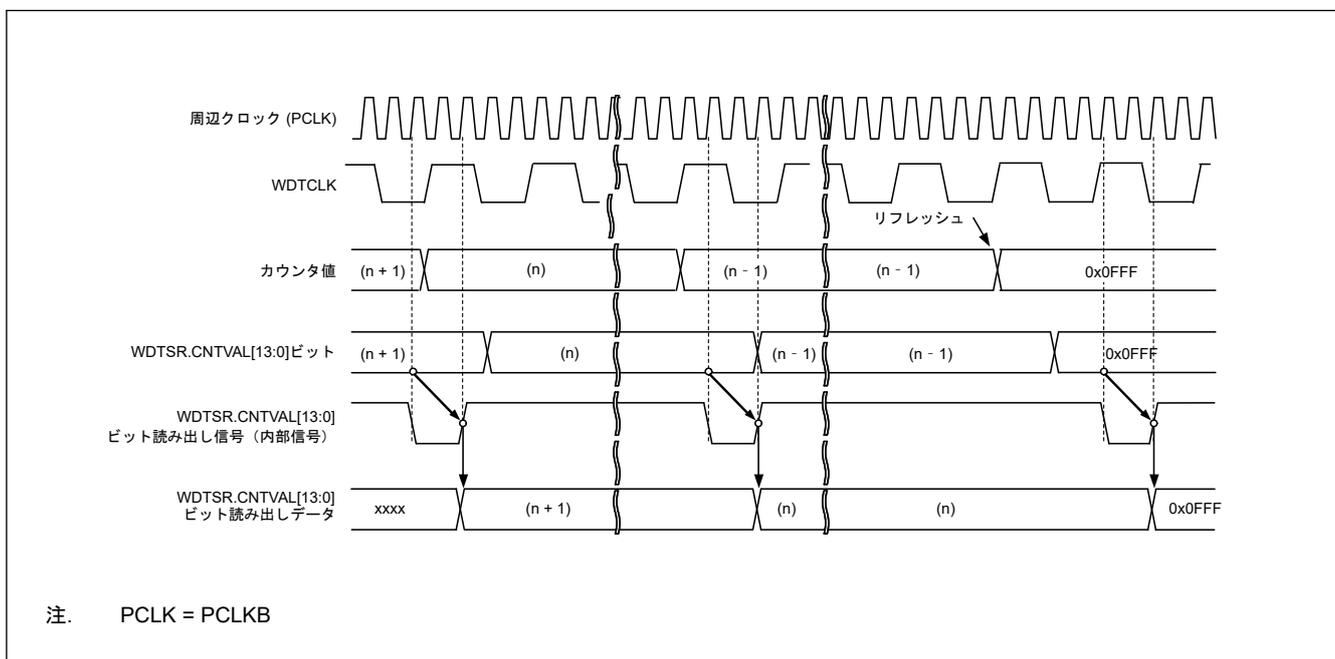 周辺クロック (PCLK)
WDTCLK
リフレッシュ
カウンタ値
(n + 1)
(n)
(n - 1)
(n - 1)
0x0FFF
WDTSR.CNTVAL[13:0]ビット
(n + 1)
(n)
(n - 1)
(n - 1)
0x0FFF
WDTSR.CNTVAL[13:0]
ビット読み出し信号（内部信号）
WDTSR.CNTVAL[13:0]
ビット読み出しデータ
xxxx
(n + 1)
(n)
(n)
0x0FFF
注. PCLK = PCLKB